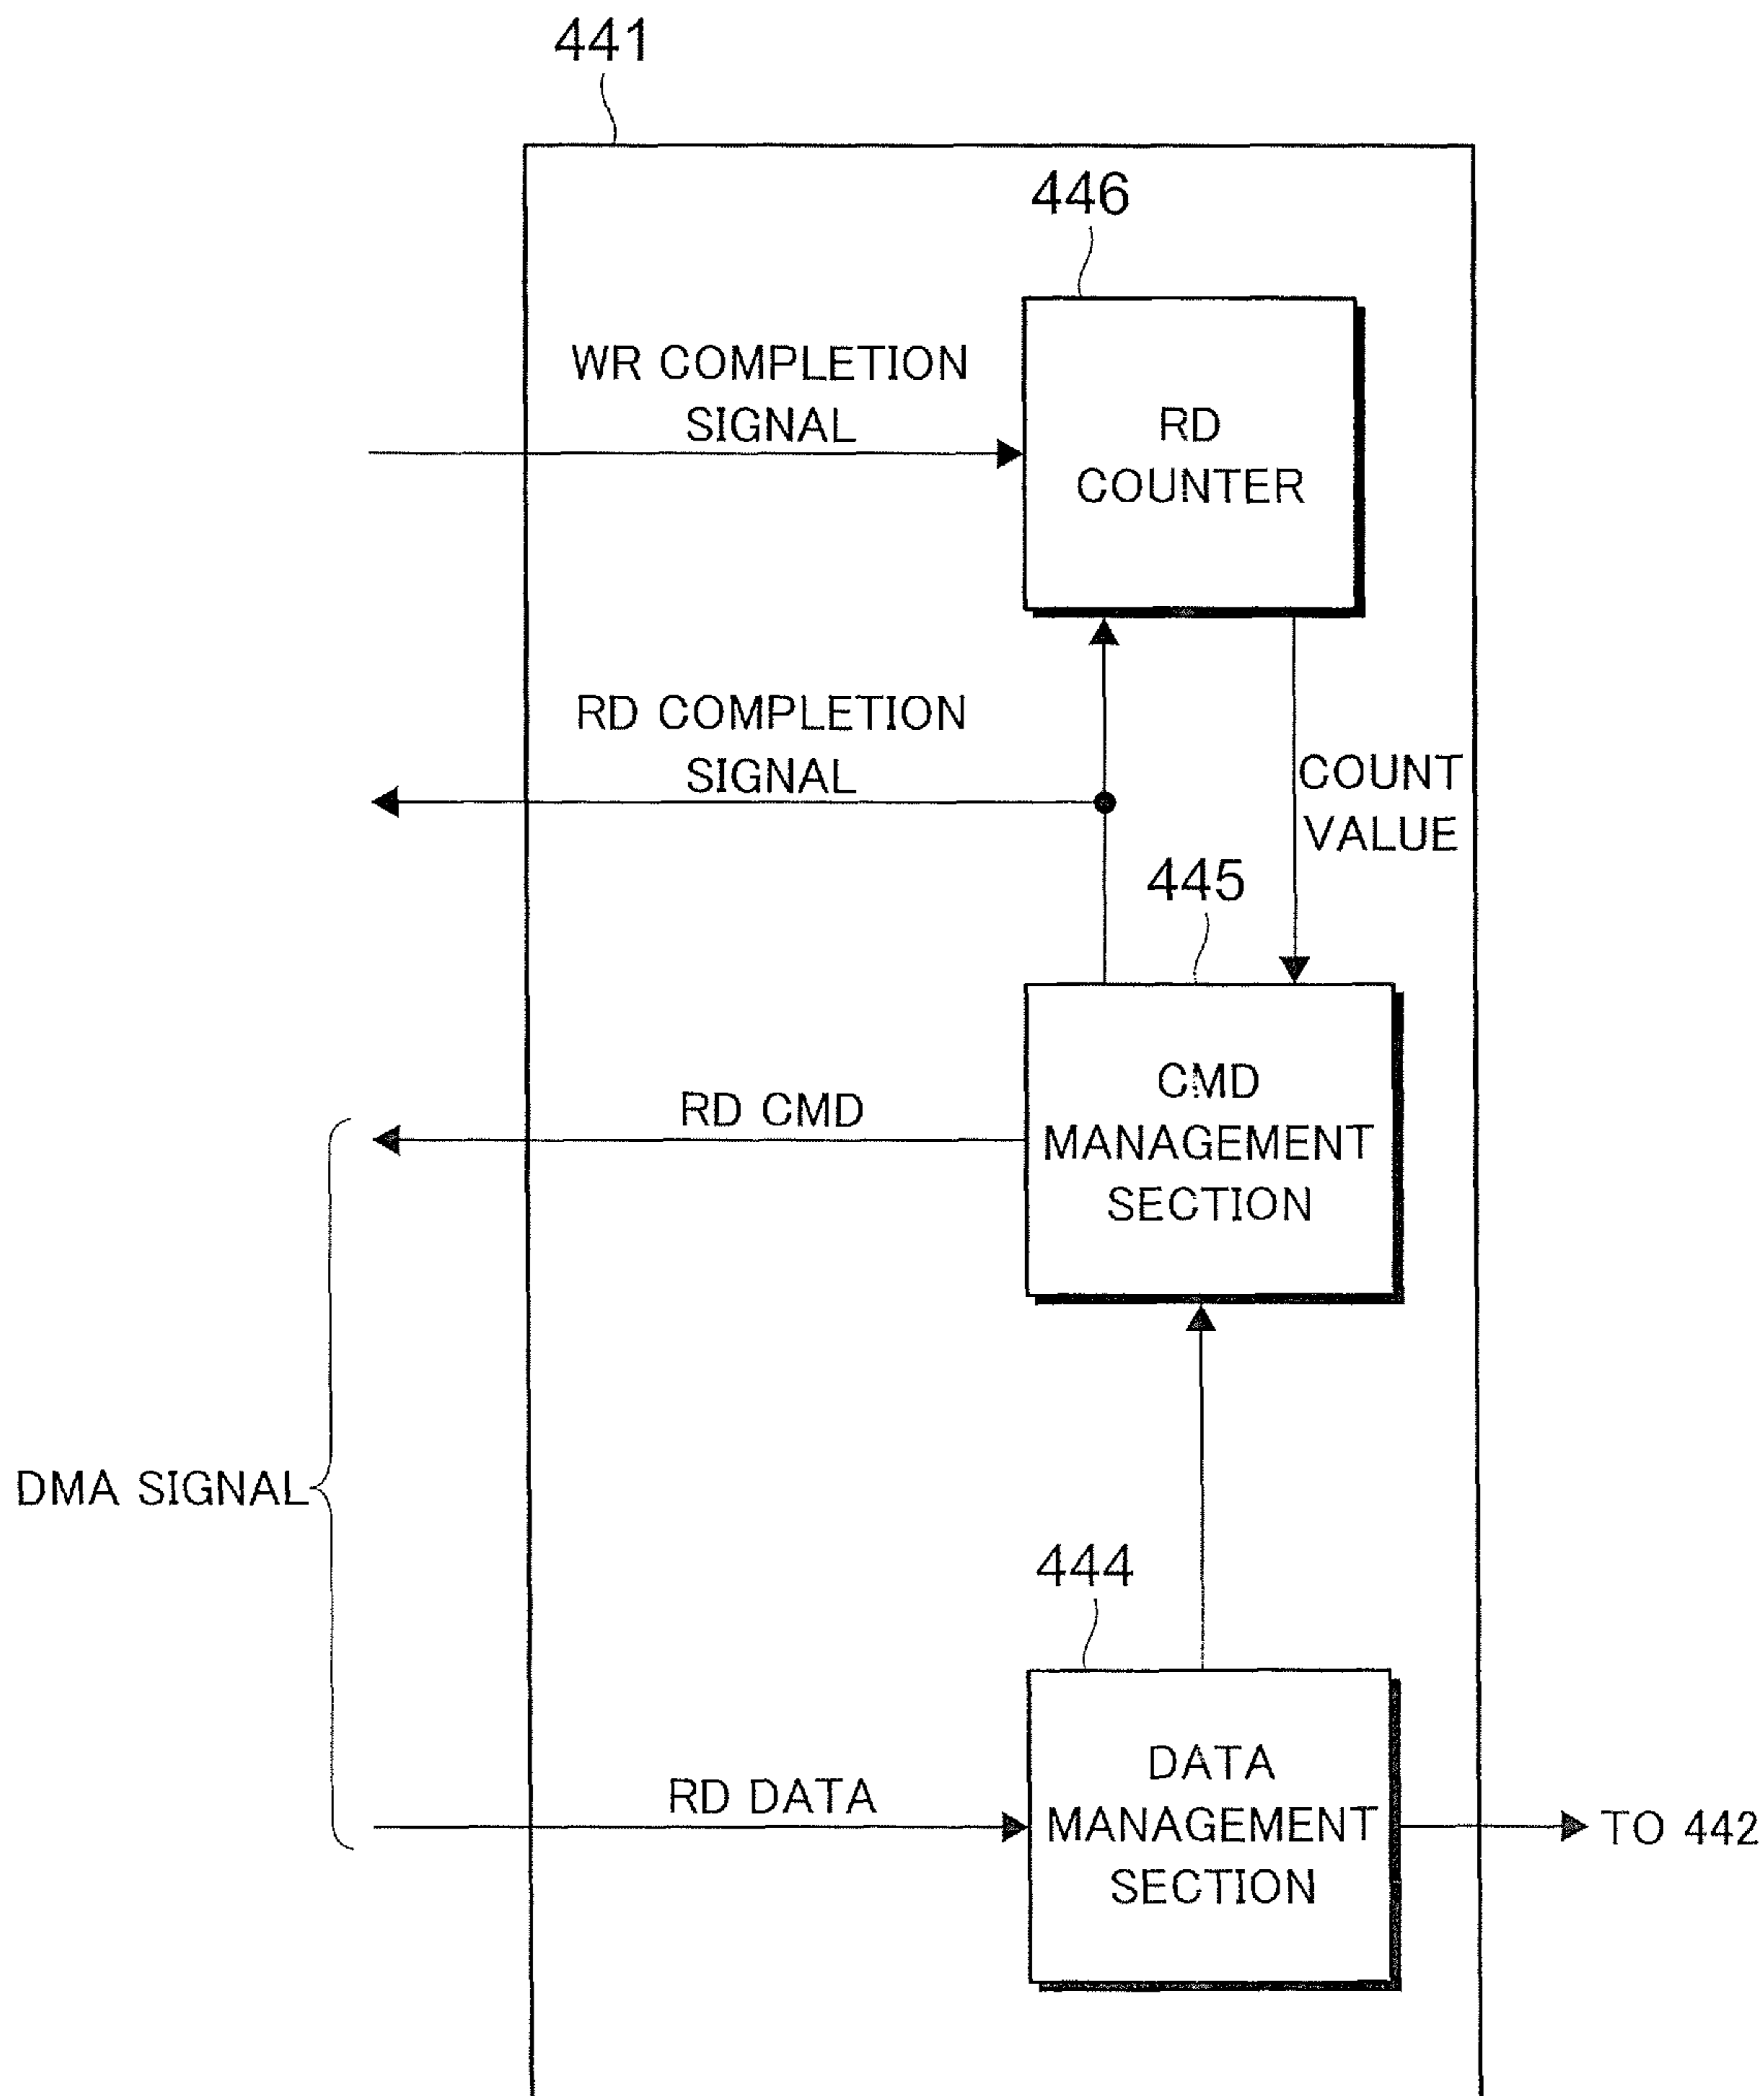 441
446
WR COMPLETION
SIGNAL
RD
COUNTER
RD COMPLETION
SIGNAL
COUNT
VALUE
445
RD CMD
CMD
MANAGEMENT
SECTION
DMA SIGNAL
444
RD DATA
DATA
MANAGEMENT
SECTION
TO 442